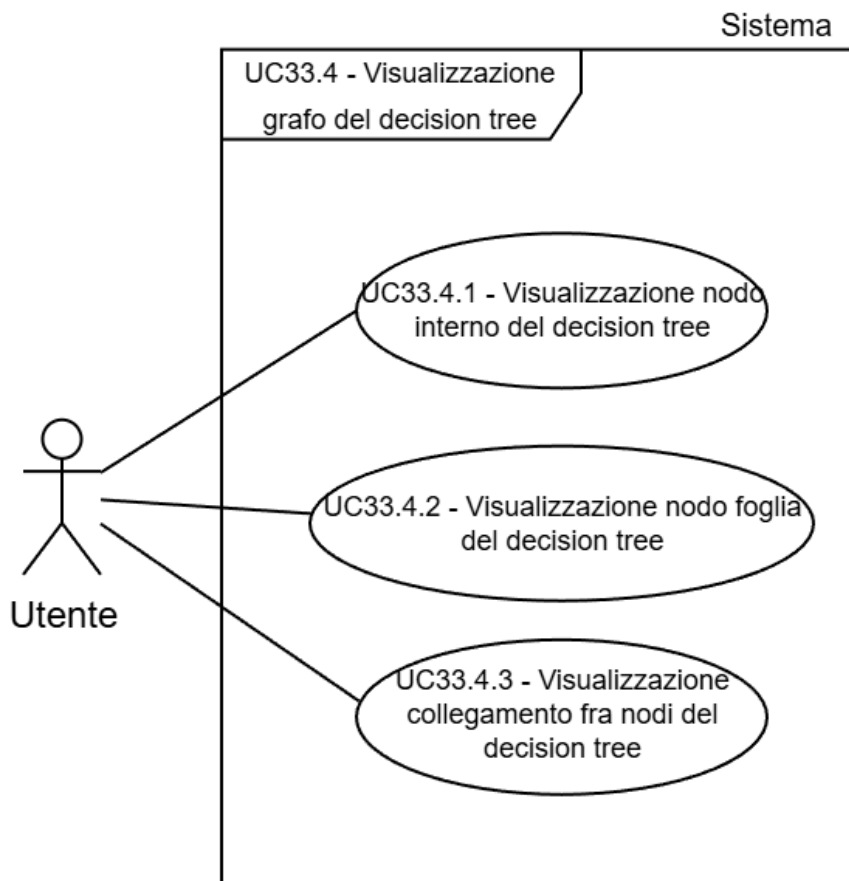 Sistema
UC33.4 - Visualizzazione
grafo del decision tree
UC33.4.1 - Visualizzazione nodo
interno del decision tree
UC33.4.2 - Visualizzazione nodo foglia
del decision tree
Utente
UC33.4.3 - Visualizzazione
collegamento fra nodi del
decision tree